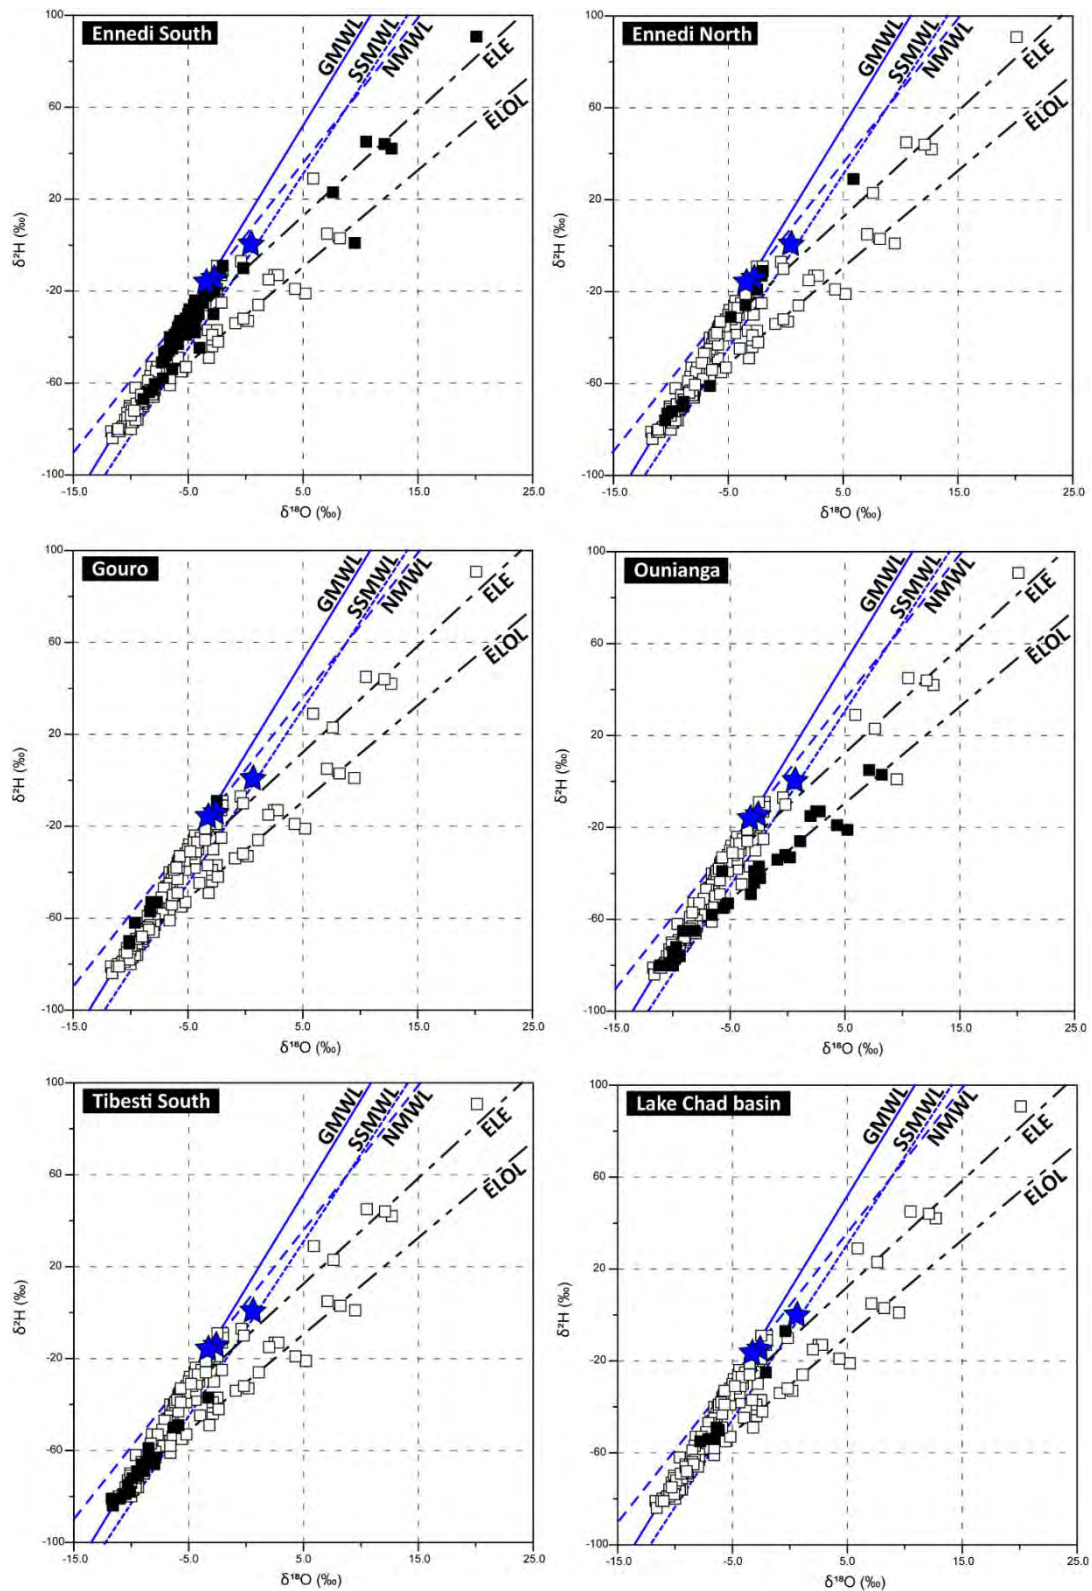 Ennedi South
GMWL
SSMWL
NMWL
ELE
ELOL
100
60
20
-20
-60
-100
δ²H (‰)
-15.0
-5.0
5.0
15.0
25.0
δ¹⁸O (‰)
Ennedi North
GMWL
SSMWL
NMWL
ELE
ELOL
100
60
20
-20
-60
-100
δ²H (‰)
-15.0
-5.0
5.0
15.0
25.0
δ¹⁸O (‰)
Gouro
GMWL
SSMWL
NMWL
ELE
ELOL
100
60
20
-20
-60
-100
δ²H (‰)
-15.0
-5.0
5.0
15.0
25.0
δ¹⁸O (‰)
Ounianga
GMWL
SSMWL
NMWL
ELE
ELOL
100
60
20
-20
-60
-100
δ²H (‰)
-15.0
-5.0
5.0
15.0
25.0
δ¹⁸O (‰)
Tibesti South
GMWL
SSMWL
NMWL
ELE
ELOL
100
60
20
-20
-60
-100
δ²H (‰)
-15.0
-5.0
5.0
15.0
25.0
δ¹⁸O (‰)
Lake Chad basin
GMWL
SSMWL
NMWL
ELE
ELOL
100
60
20
-20
-60
-100
δ²H (‰)
-15.0
-5.0
5.0
15.0
25.0
δ¹⁸O (‰)